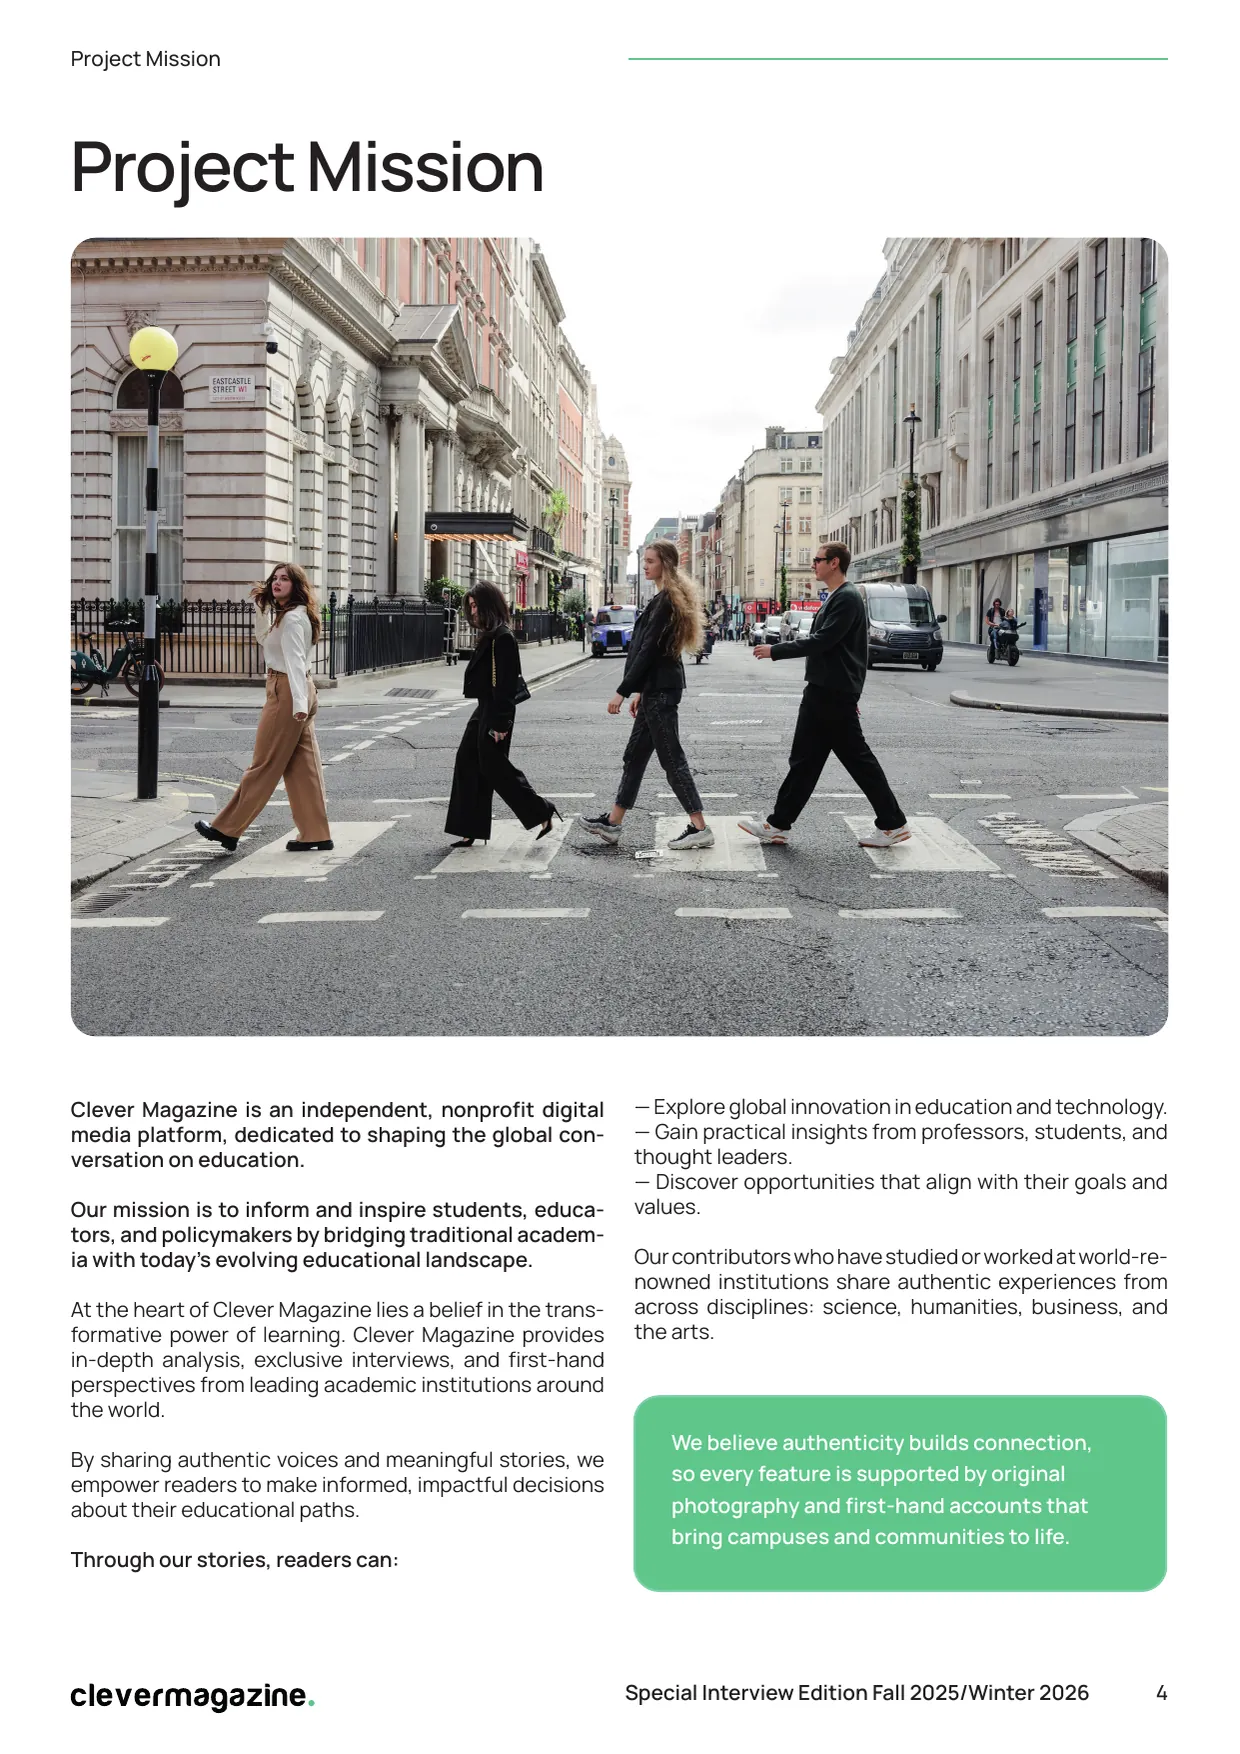 Project Mission
Project Mission
EASTCASTLE
STREET W1
vodafone
Clever Magazine is an independent, nonprofit digital
media platform, dedicated to shaping the global con-
versation on education.
Our mission is to inform and inspire students, educa-
tors, and policymakers by bridging traditional academ-
ia with today's evolving educational landscape.
At the heart of Clever Magazine lies a belief in the trans-
formative power of learning. Clever Magazine provides
in-depth analysis, exclusive interviews, and first-hand
perspectives from leading academic institutions around
the world.
By sharing authentic voices and meaningful stories, we
empower readers to make informed, impactful decisions
about their educational paths.
Through our stories, readers can:
— Explore global innovation in education and technology.
— Gain practical insights from professors, students, and
thought leaders.
— Discover opportunities that align with their goals and
values.
Our contributors who have studied or worked at world-re-
nowned institutions share authentic experiences from
across disciplines: science, humanities, business, and
the arts.
We believe authenticity builds connection,
so every feature is supported by original
photography and first-hand accounts that
bring campuses and communities to life.
clevermagazine.
Special Interview Edition Fall 2025/Winter 2026
4